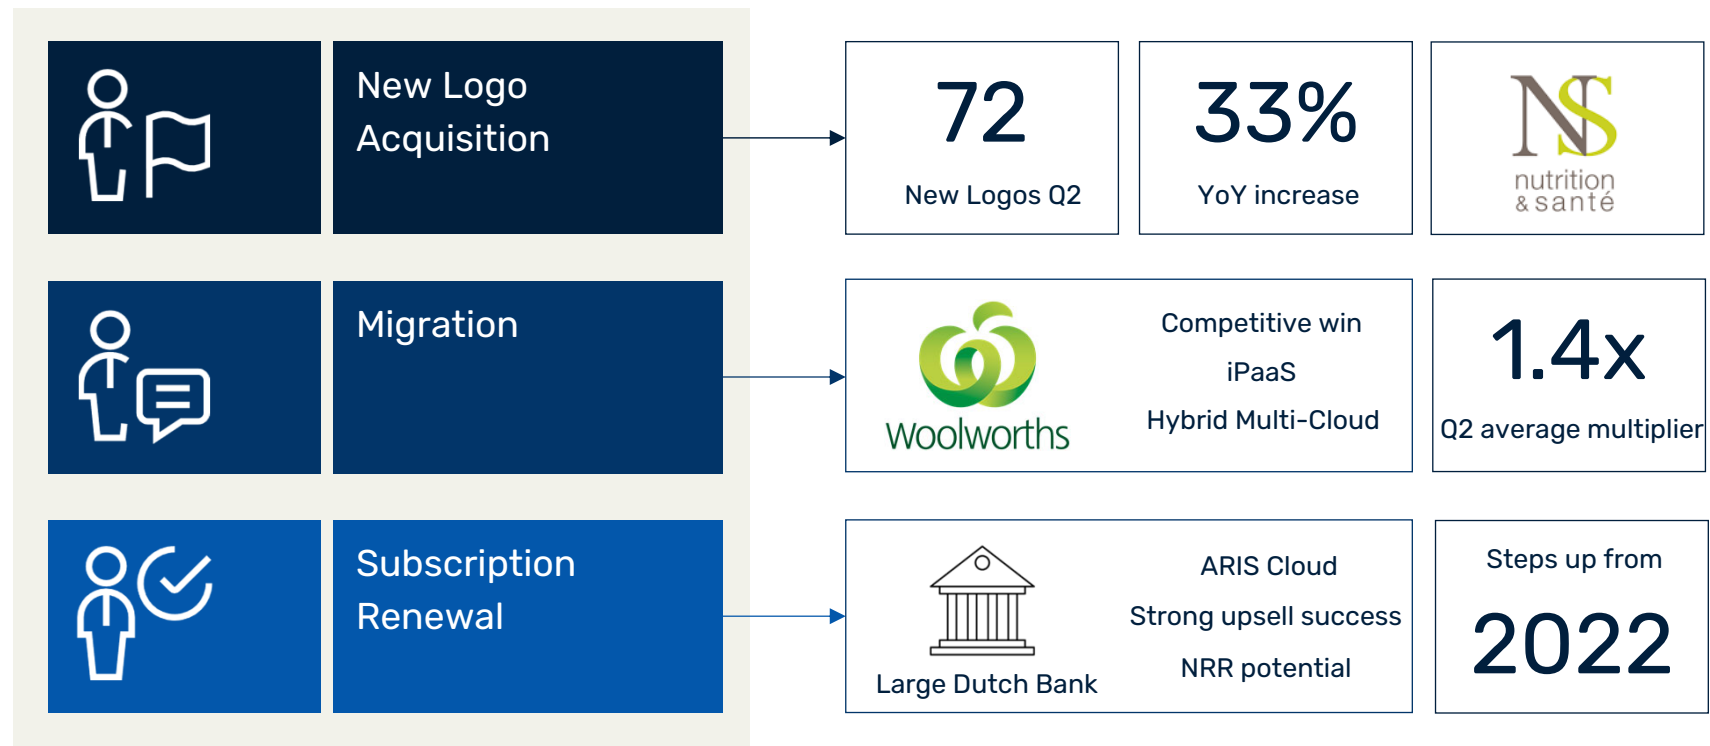 New Logo
Acquisition
72
New Logos Q2
33%
YoY increase
NS
nutrition
& santé
Migration
Woolworths
Competitive win
iPaaS
Hybrid Multi-Cloud
1.4x
Q2 average multiplier
Subscription
Renewal
Large Dutch Bank
ARIS Cloud
Strong upsell success
NRR potential
Steps up from
2022